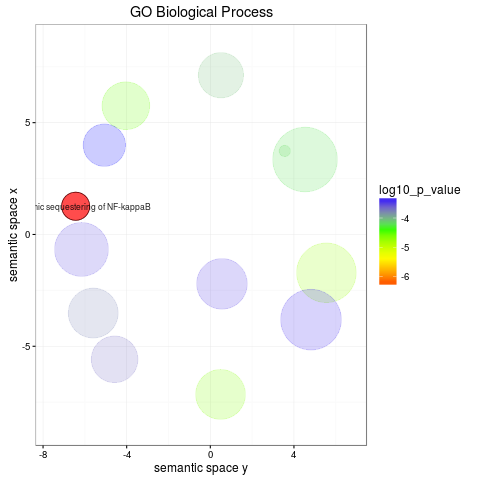 GO Biological Process
5
0
-5
-8
-4
0
4
semantic space x
semantic space y
nic sequestering of NF-kappaB
log10_p_value
-4
-5
-6